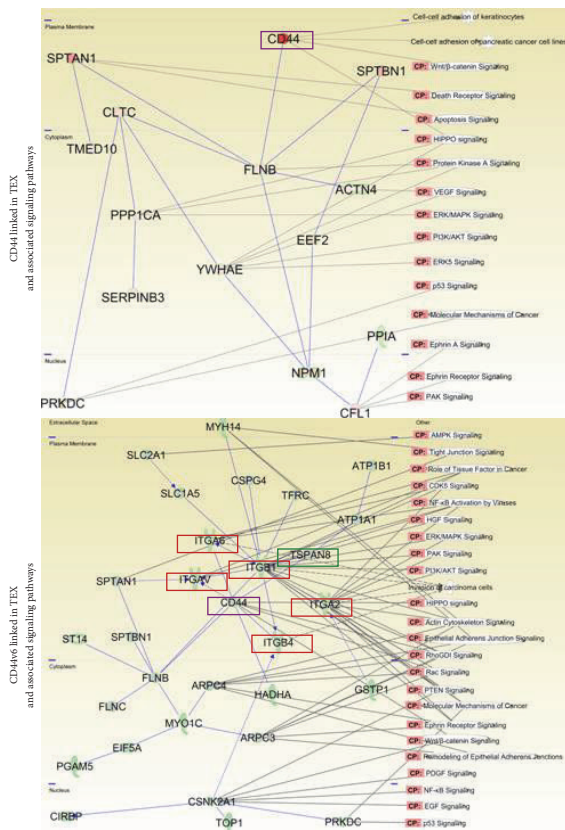 Plasma Membrane
CD44
Cell-cell adhesion of keratinocytes
Cell-cell adhesion of pancreatic cancer cell lines
SPTAN1
SPTBN1
CP: Wnt/β-catenin Signaling
CP: Death Receptor Signaling
CLTC
CP: Apoptosis Signaling
Cytoplasm
CP: HIPPO signaling
TMED10
FLNB
CP: Protein Kinase A Signaling
ACTN4
CP: VEGF Signaling
PPP1CA
CP: ERK/MAPK Signaling
EEF2
CP: PI3K/AKT Signaling
YWHAE
CP: ERK5 Signaling
SERPINB3
CP: p53 Signaling
CP: Molecular Mechanisms of Cancer
PPIA
CP: Ephrin A Signaling
Nucleus
NPM1
CP: Ephrin Receptor Signaling
PRKDC
CP: PAK Signaling
CFL1
CD44 linked in TEX
and associated signaling pathways
Extracellular Space
Other
MYH14
Plasma Membrane
CP: AMPK Signaling
SLC2A1
CP: Tight Junction Signaling
ATP1B1
CP: Role of Tissue Factor in Cancer
CSPG4
CP: CDK5 Signaling
SLC1A5
TFRC
CP: NF-κB Activation by Viruses
CP: HGF Signaling
ATP1A1
CP: ERK/MAPK Signaling
ITGA6
TSPAN8
CP: PAK Signaling
ITGB1
CP: PI3K/AKT Signaling
SPTAN1
ITGAV
Invasion of carcinoma cells
CD44
ITGA2
CP: HIPPO signaling
CP: Actin Cytoskeleton Signaling
ST14
SPTBN1
ITGB4
CP: Epithelial Adherens Junction Signaling
CP: RhoGDI Signaling
Cytoplasm
CP: Rac Signaling
FLNB
ARPC4
HADHA
GSTP1
CP: PTEN Signaling
FLNC
CP: Molecular Mechanisms of Cancer
MYO1C
CP: Ephrin Receptor Signaling
ARPC3
CP: Wnt/β-catenin Signaling
EIF5A
CP: Remodeling of Epithelial Adherens Junctions
PGAM5
CP: PDGF Signaling
Nucleus
CP: NF-κB Signaling
CSNK2A1
CP: EGF Signaling
CIRBP
TOP1
PRKDC
CP: p53 Signaling
CD44v6 linked in TEX
and associated signaling pathways